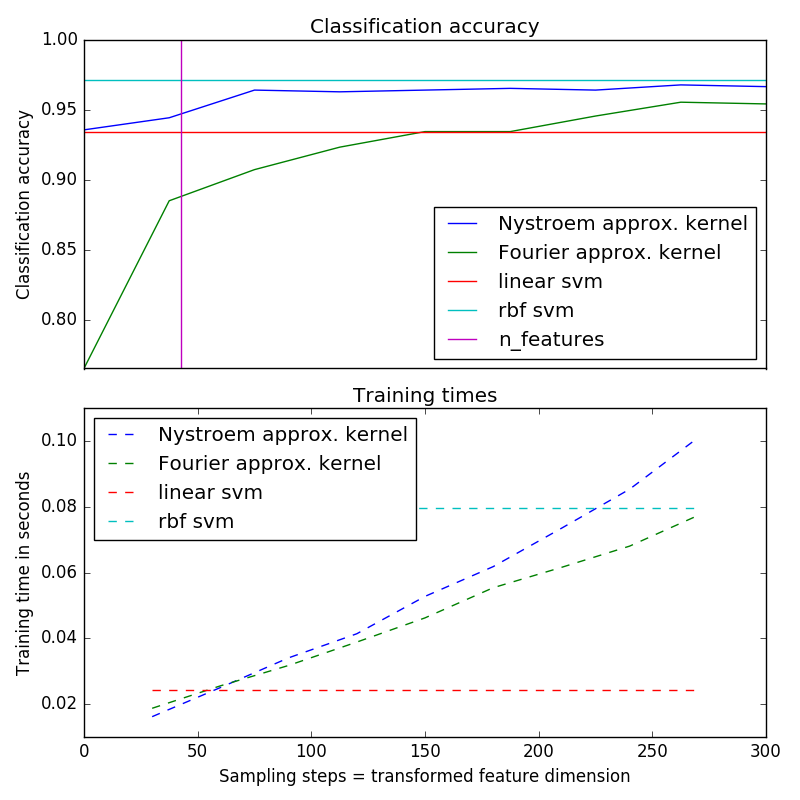 Classification accuracy
1.00
0.95
0.90
0.85
0.80
Classification accuracy
Nystroem approx. kernel
Fourier approx. kernel
linear svm
rbf svm
n_features
Training times
0.10
0.08
0.06
0.04
0.02
Training time in seconds
Nystroem approx. kernel
Fourier approx. kernel
linear svm
rbf svm
0 50 100 150 200 250 300
Sampling steps = transformed feature dimension